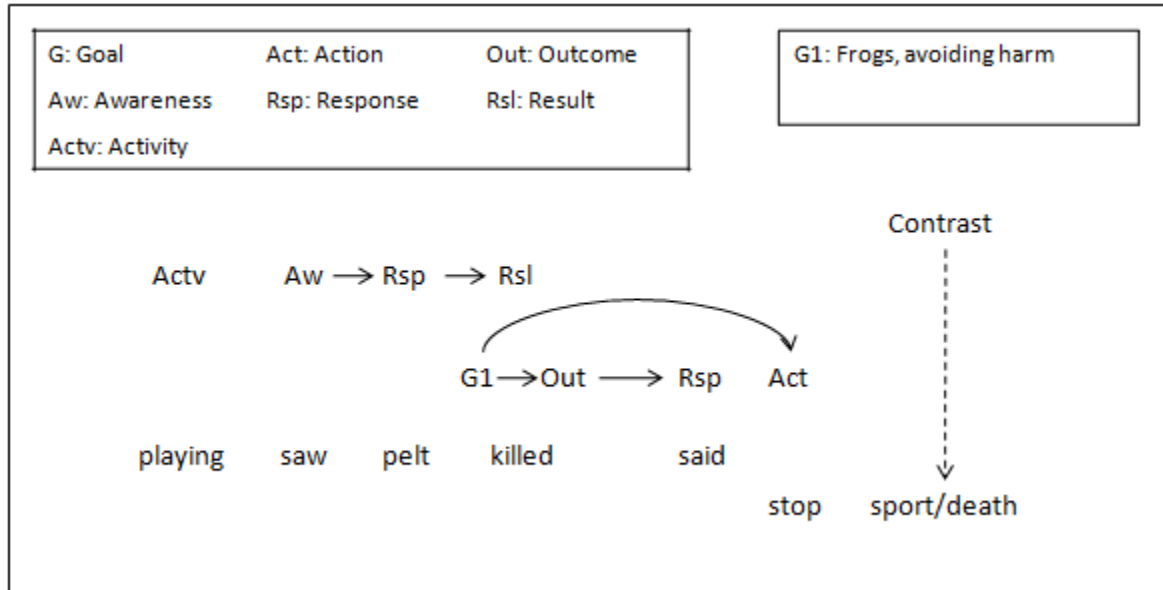 G: Goal Act: Action Out: Outcome
Aw: Awareness Rsp: Response Rsl: Result
Actv: Activity
G1: Frogs, avoiding harm
Contrast
Actv Aw Rsp Rsl
G1 Out Rsp Act
playing saw pelt killed said
stop sport/death